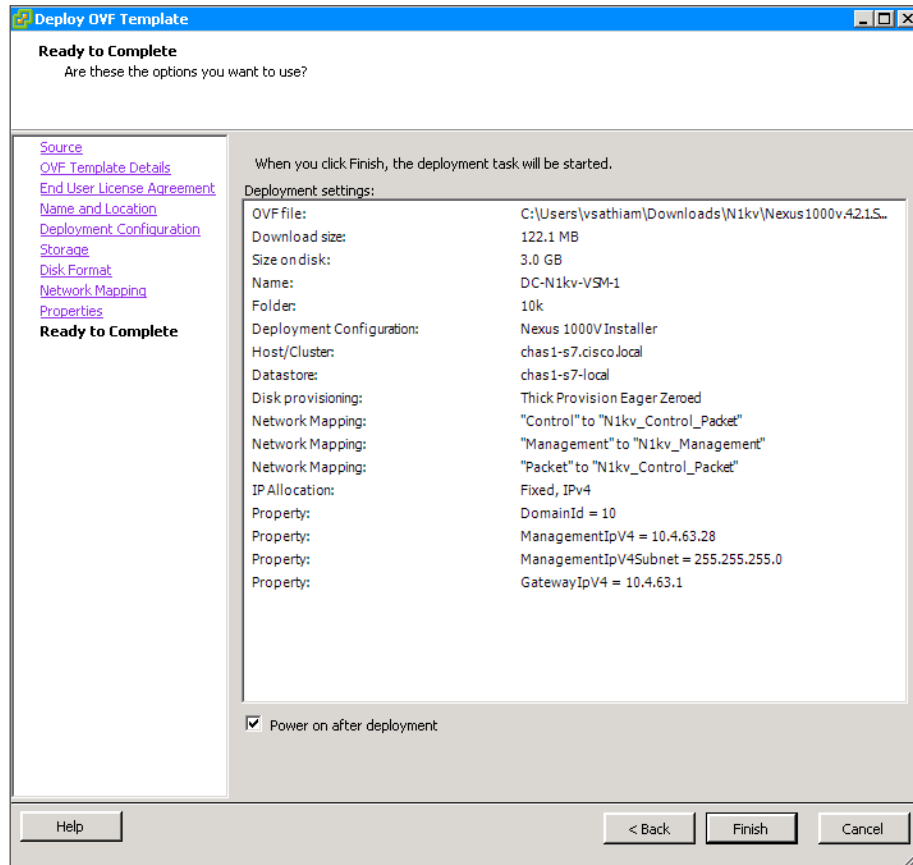 Deploy OVF Template
Ready to Complete
Are these the options you want to use?
Source
OVF Template Details
End User License Agreement
Name and Location
Deployment Configuration
Storage
Disk Format
Network Mapping
Properties
Ready to Complete
When you click Finish, the deployment task will be started.
Deployment settings:
OVF file: C:\Users\vsathiam\Downloads\N1kv\Nexus1000v.4.2.1.S...
Download size: 122.1 MB
Size on disk: 3.0 GB
Name: DC-N1kv-VSM-1
Folder: 10k
Deployment Configuration: Nexus 1000V Installer
Host/Cluster: chas1-s7.cisco.local
Datastore: chas1-s7-local
Disk provisioning: Thick Provision Eager Zeroed
Network Mapping: "Control" to "N1kv_Control_Packet"
Network Mapping: "Management" to "N1kv_Management"
Network Mapping: "Packet" to "N1kv_Control_Packet"
IP Allocation: Fixed, IPv4
Property: DomainId = 10
Property: ManagementIpV4 = 10.4.63.28
Property: ManagementIpV4Subnet = 255.255.255.0
Property: GatewayIpV4 = 10.4.63.1
Power on after deployment
Help < Back Finish Cancel